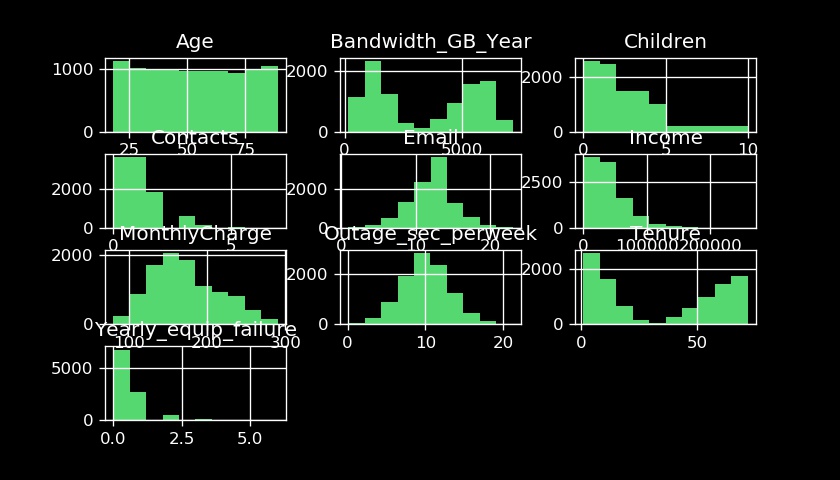 Age Bandwidth_GB_Year Children
1000 2000 2000
0 0 0
25 50 75 0 5000 0 5 10
Contacts Email Income
2000 2000 2500
0 0 0
0 5 0 10 20 0 100000 200000
MonthlyCharge Outage_sec_perweek Tenure
2000 2000 2000
0 0 0
100 200 300 0 10 20 0 50
Yearly_equip_failure
5000
0
0.0 2.5 5.0